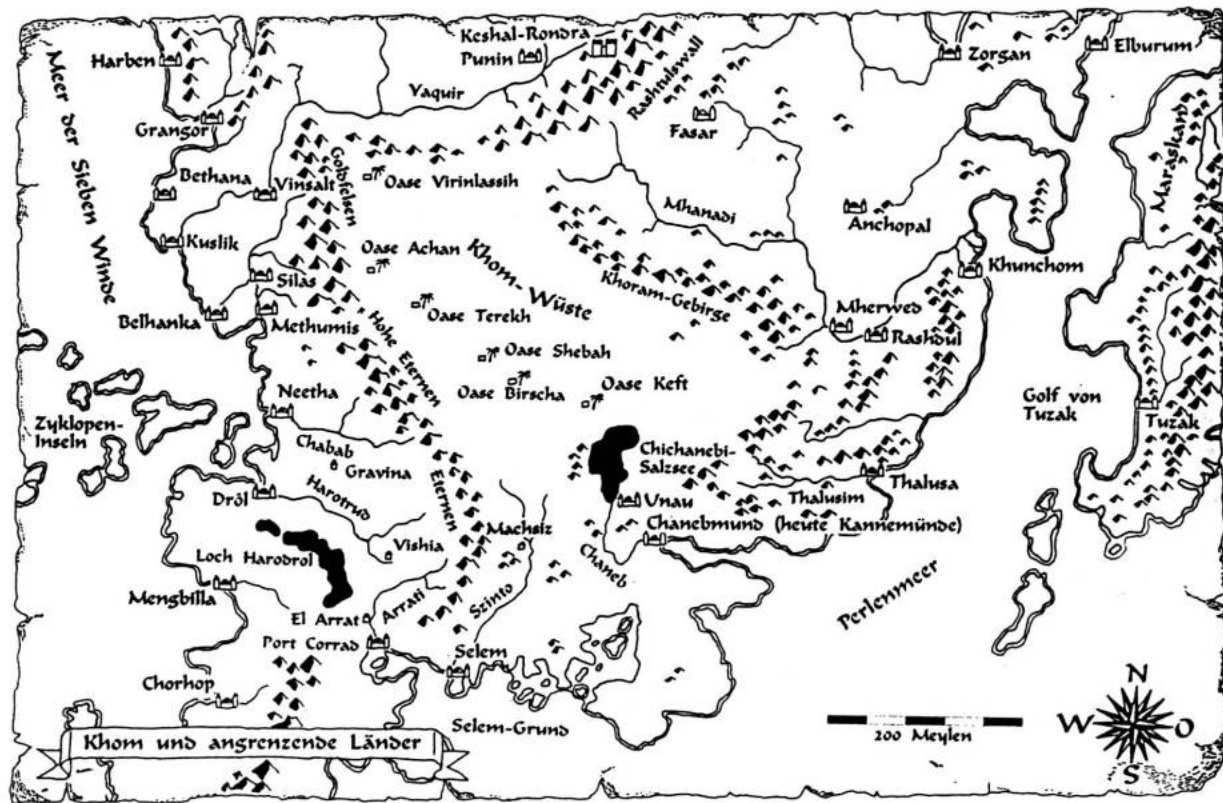 Meer der Sieben Winde
Harben
Grangor
Bethana
Vinsalt
Kuslik
Silas
Belhanka
Methumis
Keshal-Rondra
Punin
Yaquir
Rashtulswall
Fasar
Zorgan
Elburum
Maraskan
Goldfelsen
Oase Virinlassih
Mhanadi
Anchopal
Oase Achan
Khom-Wüste
Khoram-Gebirge
Khunchom
Oase Terekh
Mherwed
Rashdul
Hohe Eternen
Oase Shebah
Oase Birscha
Oase Keft
Neetha
Zyklopen-
Inseln
Chabab
Gravina
Golf von
Tuzak
Tuzak
Chichanebi-
Salzsee
Eternen
Drôl
Harotrud
Unau
Thalusim
Thalusa
Machsiz
Chanebmund (heute Kannemünde)
Vishia
Loch Harodrol
Chaneb
Mengbilla
Arrati
Szinto
El Arrat
Perlenmeer
Port Corrad
Selem
Chorhop
Selem-Grund
Khom und angrenzende Länder
200 Meylen
N
W
O
S